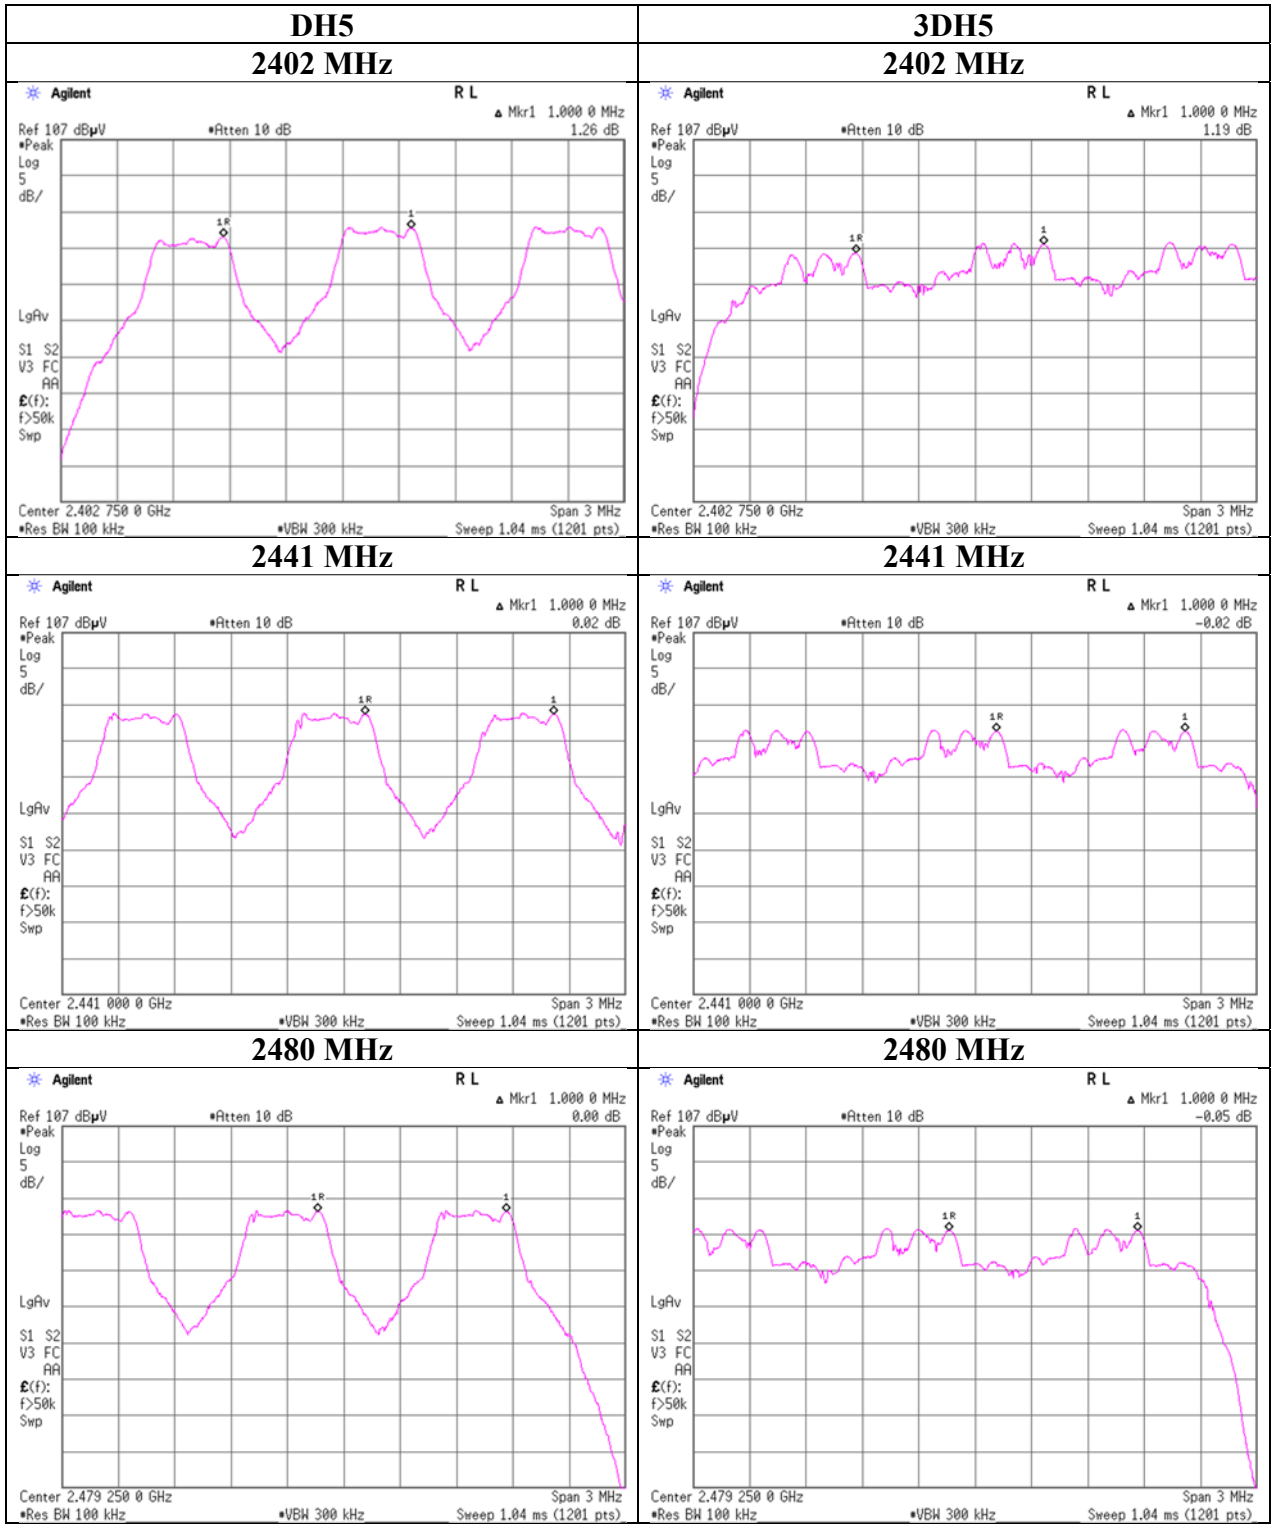 DH5 3DH5
2402 MHz 2402 MHz
Agilent R L
Δ Mkr1 1.000 0 MHz
Ref 107 dBµV *Atten 10 dB 1.26 dB
*Peak
Log
5
dB/
1R 1
LgAv
S1 S2
V3 FC
AA
£(f):
f>50k
Swp
Center 2.402 750 0 GHz Span 3 MHz
*Res BW 100 kHz *VBW 300 kHz Sweep 1.04 ms (1201 pts)
Agilent R L
Δ Mkr1 1.000 0 MHz
Ref 107 dBµV *Atten 10 dB 1.19 dB
*Peak
Log
5
dB/
1R 1
LgAv
S1 S2
V3 FC
AA
£(f):
f>50k
Swp
Center 2.402 750 0 GHz Span 3 MHz
*Res BW 100 kHz *VBW 300 kHz Sweep 1.04 ms (1201 pts)
2441 MHz 2441 MHz
Agilent R L
Δ Mkr1 1.000 0 MHz
Ref 107 dBµV *Atten 10 dB 0.02 dB
*Peak
Log
5
dB/
1R 1
LgAv
S1 S2
V3 FC
AA
£(f):
f>50k
Swp
Center 2.441 000 0 GHz Span 3 MHz
*Res BW 100 kHz *VBW 300 kHz Sweep 1.04 ms (1201 pts)
Agilent R L
Δ Mkr1 1.000 0 MHz
Ref 107 dBµV *Atten 10 dB -0.02 dB
*Peak
Log
5
dB/
1R 1
LgAv
S1 S2
V3 FC
AA
£(f):
f>50k
Swp
Center 2.441 000 0 GHz Span 3 MHz
*Res BW 100 kHz *VBW 300 kHz Sweep 1.04 ms (1201 pts)
2480 MHz 2480 MHz
Agilent R L
Δ Mkr1 1.000 0 MHz
Ref 107 dBµV *Atten 10 dB 0.00 dB
*Peak
Log
5
dB/
1R 1
LgAv
S1 S2
V3 FC
AA
£(f):
f>50k
Swp
Center 2.479 250 0 GHz Span 3 MHz
*Res BW 100 kHz *VBW 300 kHz Sweep 1.04 ms (1201 pts)
Agilent R L
Δ Mkr1 1.000 0 MHz
Ref 107 dBµV *Atten 10 dB -0.05 dB
*Peak
Log
5
dB/
1R 1
LgAv
S1 S2
V3 FC
AA
£(f):
f>50k
Swp
Center 2.479 250 0 GHz Span 3 MHz
*Res BW 100 kHz *VBW 300 kHz Sweep 1.04 ms (1201 pts)